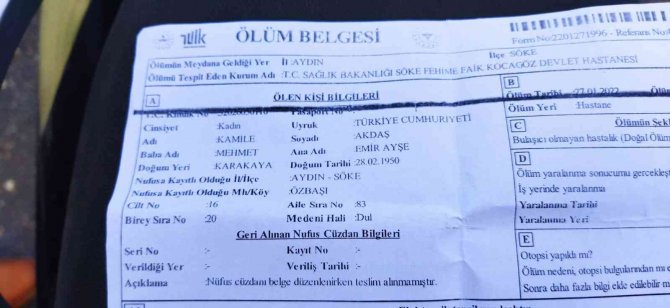 TUİK
ÖLÜM BELGESİ
Form No:2201271996 - Referans No:
Ölümün Meydana Geldiği Yer İl :AYDIN İlçe :SÖKE
Ölümü Tespit Eden Kurum Adı :T.C. SAĞLIK BAKANLIĞI SÖKE FEHİME FAİK KOCAGÖZ DEVLET HASTANESİ
A ÖLEN KİŞİ BİLGİLERİ
Cinsiyet :Kadın Uyruk :TÜRKİYE CUMHURİYETİ
Adı :KAMİLE Soyadı :AKDAŞ
Baba Adı :MEHMET Ana Adı :EMİR AYŞE
Doğum Yeri :KARAKAYA Doğum Tarihi :28.02.1950
Nufusa Kayıtlı Olduğu İl/İlçe :AYDIN - SÖKE
Nufusa Kayıtlı Olduğu Mh/Köy :ÖZBAŞI
Cilt No :16 Aile Sıra No :83
Birey Sıra No :20 Medeni Hali :Dul
Geri Alınan Nufus Cüzdan Bilgileri
Seri No :- Kayıt No :-
Verildiği Yer :- Veriliş Tarihi :-
Açıklama :Nüfus cüzdanı belge düzenlenirken teslim alınmamıştır.
B
Ölüm Tarihi :27.01.2022
Ölüm Yeri :Hastane
C Ölümün Şekl
Bulaşıcı olmayan hastalık (Doğal Ölüm
D
Ölüm yaralanma sonucumu gerçekleşt
İş yerinde yaralanma
Yaralanma Tarihi
Yaralanma Yeri
E
Otopsi yapıldı mı?
Ölüm nedeni, otopsi bulgularından mı e
Sonra daha fazla bilgi ekle edilebilir m